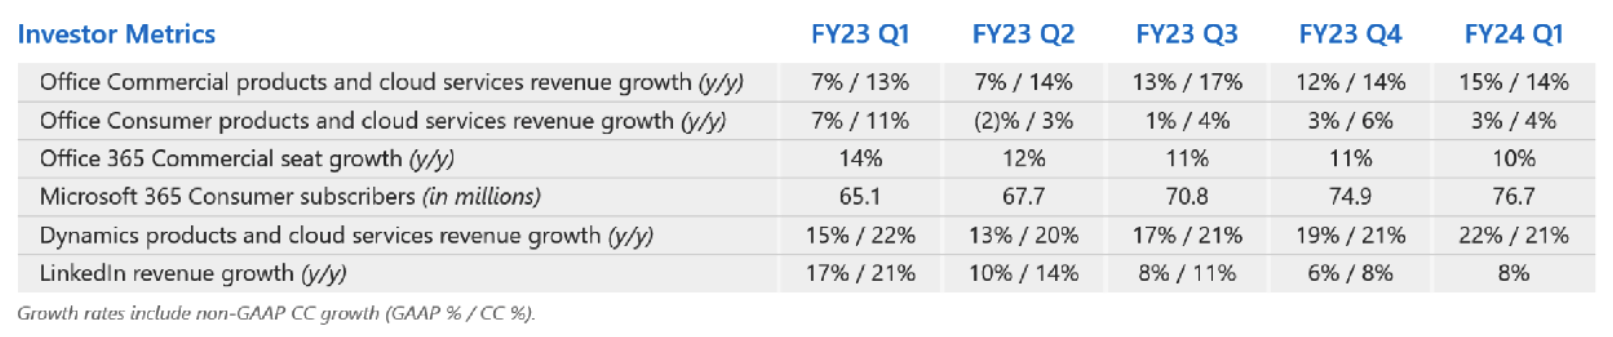 Investor Metrics FY23 Q1 FY23 Q2 FY23 Q3 FY23 Q4 FY24 Q1
Office Commercial products and cloud services revenue growth (y/y) 7% / 13% 7% / 14% 13% / 17% 12% / 14% 15% / 14%
Office Consumer products and cloud services revenue growth (y/y) 7% / 11% (2)% / 3% 1% / 4% 3% / 6% 3% / 4%
Office 365 Commercial seat growth (y/y) 14% 12% 11% 11% 10%
Microsoft 365 Consumer subscribers (in millions) 65.1 67.7 70.8 74.9 76.7
Dynamics products and cloud services revenue growth (y/y) 15% / 22% 13% / 20% 17% / 21% 19% / 21% 22% / 21%
LinkedIn revenue growth (y/y) 17% / 21% 10% / 14% 8% / 11% 6% / 8% 8%
Growth rates include non-GAAP CC growth (GAAP % / CC %).